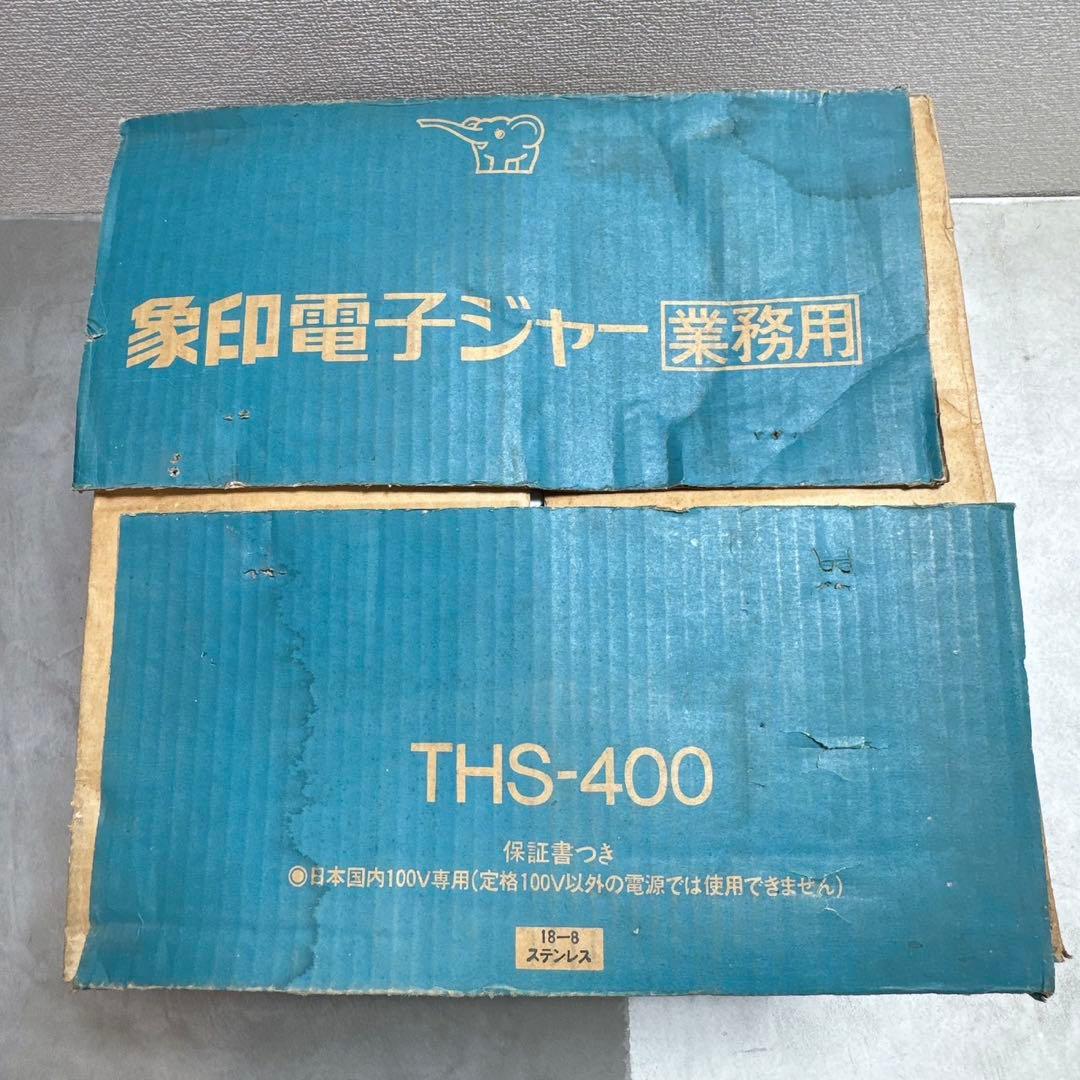 象印電子ジャー 業務用
THS-400
保証書つき
◎日本国内100V専用(定格100V以外の電源では使用できません)
18-8
ステンレス